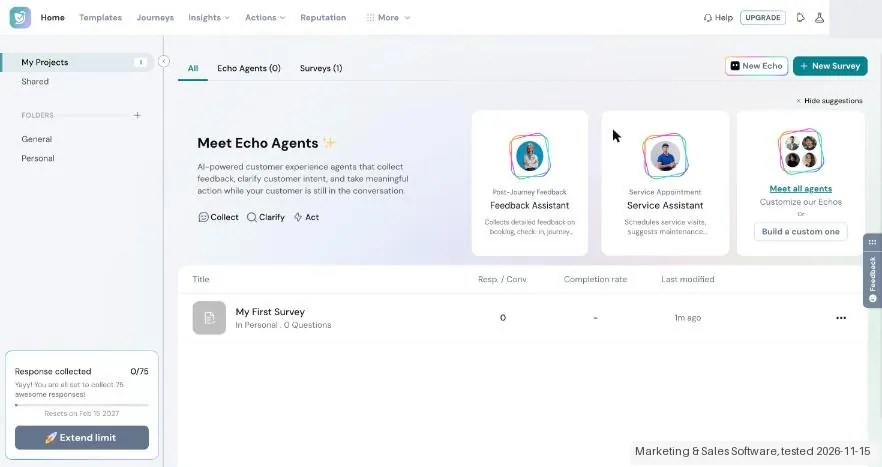 Home
Templates
Journeys
Insights
Actions
Reputation
More
Help
UPGRADE
My Projects
1
Shared
FOLDERS
General
Personal
Response collected 0/75
Yayy! You are all set to collect 75
awesome responses!
Resets on Feb 15 2027
🚀 Extend limit
All
Echo Agents (0)
Surveys (1)
New Echo
+ New Survey
× Hide suggestions
Meet Echo Agents ✨
AI-powered customer experience agents that collect
feedback, clarify customer intent, and take meaningful
action while your customer is still in the conversation.
Collect
Clarify
Act
Post-Journey Feedback
Feedback Assistant
Collects detailed feedback on
booking, check-in, journey...
Service Appointment
Service Assistant
Schedules service visits,
suggests maintenance...
Meet all agents
Customize our Echos
or
Build a custom one
Title
Resp. / Conv.
Completion rate
Last modified
My First Survey
In Personal . 0 Questions
0
-
1m ago
Feedback
Marketing & Sales Software, tested 2026-11-15